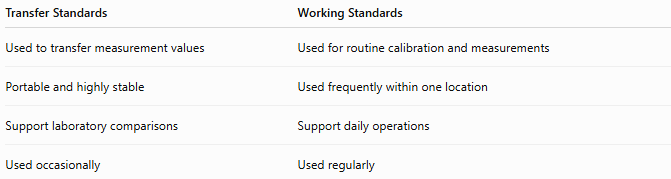 Transfer Standards Working Standards
Used to transfer measurement values Used for routine calibration and measurements
Portable and highly stable Used frequently within one location
Support laboratory comparisons Support daily operations
Used occasionally Used regularly